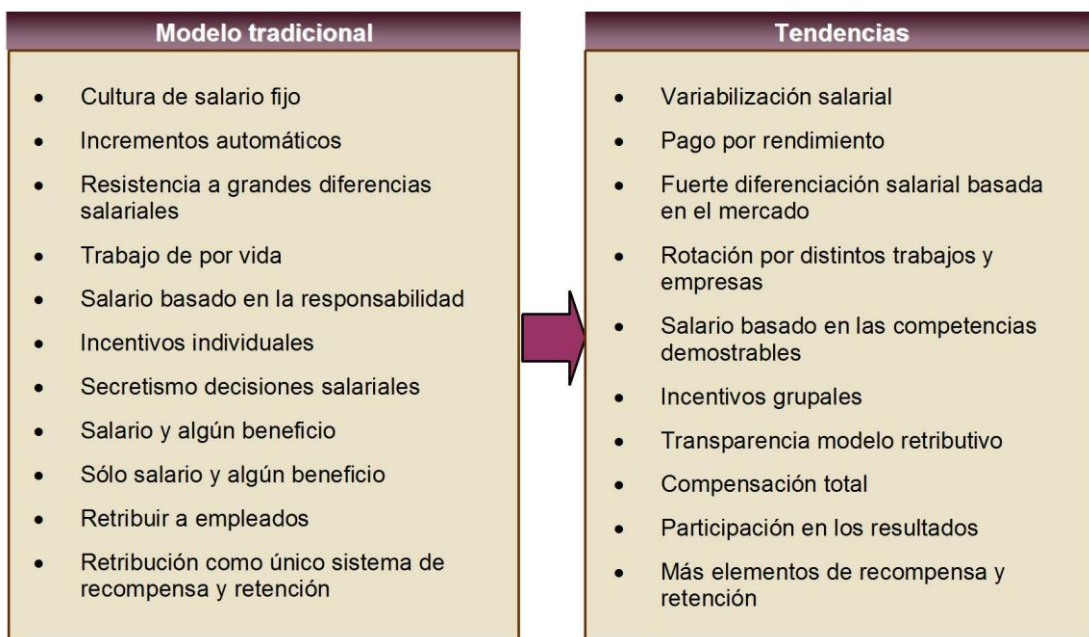 Modelo tradicional
• Cultura de salario fijo
• Incrementos automáticos
• Resistencia a grandes diferencias
salariales
• Trabajo de por vida
• Salario basado en la responsabilidad
• Incentivos individuales
• Secretismo decisiones salariales
• Salario y algún beneficio
• Sólo salario y algún beneficio
• Retribuir a empleados
• Retribución como único sistema de
recompensa y retención
Tendencias
• Variabilización salarial
• Pago por rendimiento
• Fuerte diferenciación salarial basada
en el mercado
• Rotación por distintos trabajos y
empresas
• Salario basado en las competencias
demostrables
• Incentivos grupales
• Transparencia modelo retributivo
• Compensación total
• Participación en los resultados
• Más elementos de recompensa y
retención